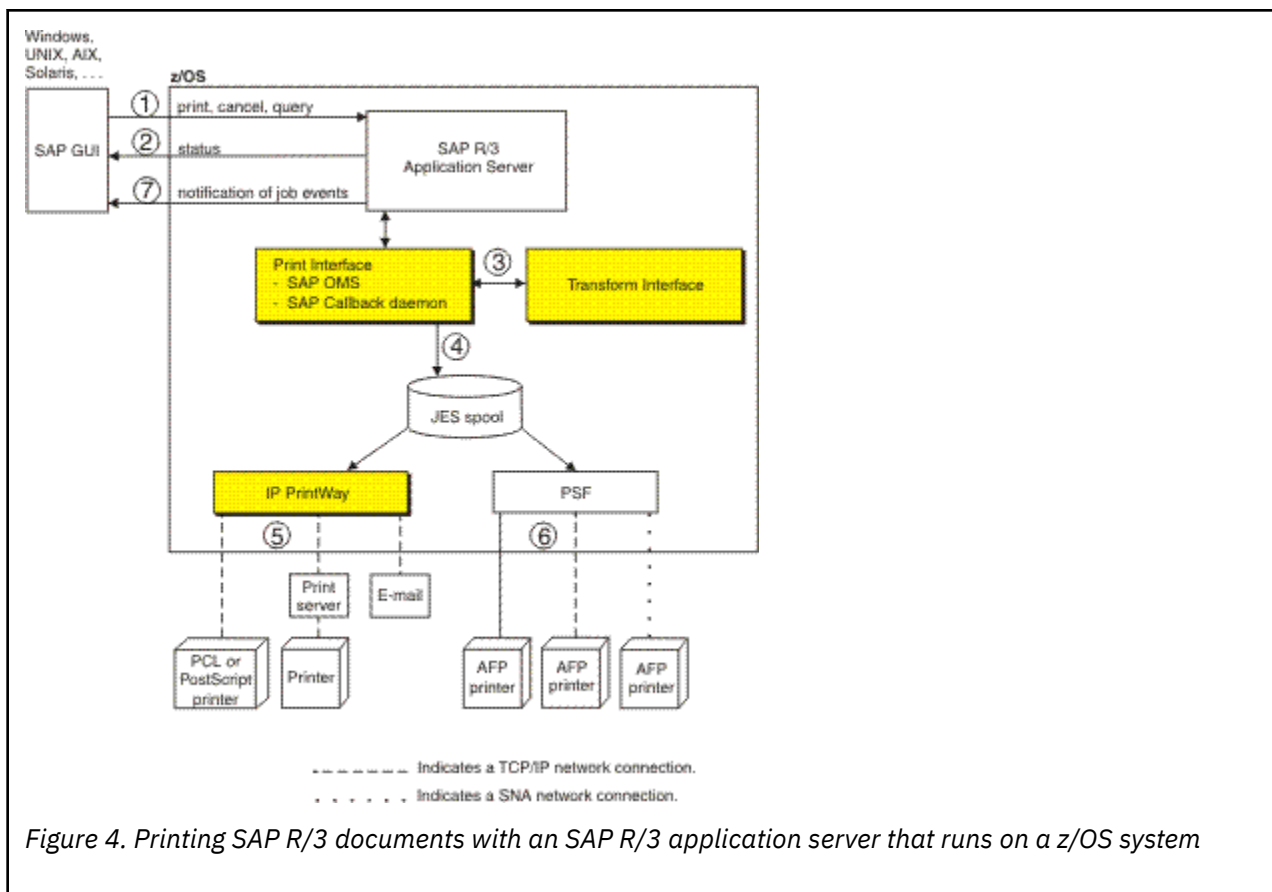 Windows,
UNIX, AIX,
Solaris, . . .
z/OS
① print, cancel, query
SAP GUI
② status
SAP R/3
Application Server
⑦ notification of job events
Print Interface
- SAP OMS
- SAP Callback daemon
③
Transform Interface
④
JES spool
IP PrintWay
PSF
⑤
⑥
Print
server
E-mail
PCL or
PostScript
printer
Printer
AFP
printer
AFP
printer
AFP
printer
Indicates a TCP/IP network connection.
Indicates a SNA network connection.
Figure 4. Printing SAP R/3 documents with an SAP R/3 application server that runs on a z/OS system